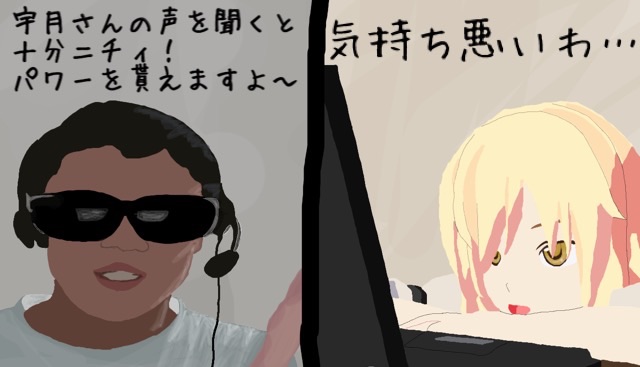 宇月さんの声を聞くと
十分ニチィ！
パワーを貰えますよ～
気持ち悪いわ…